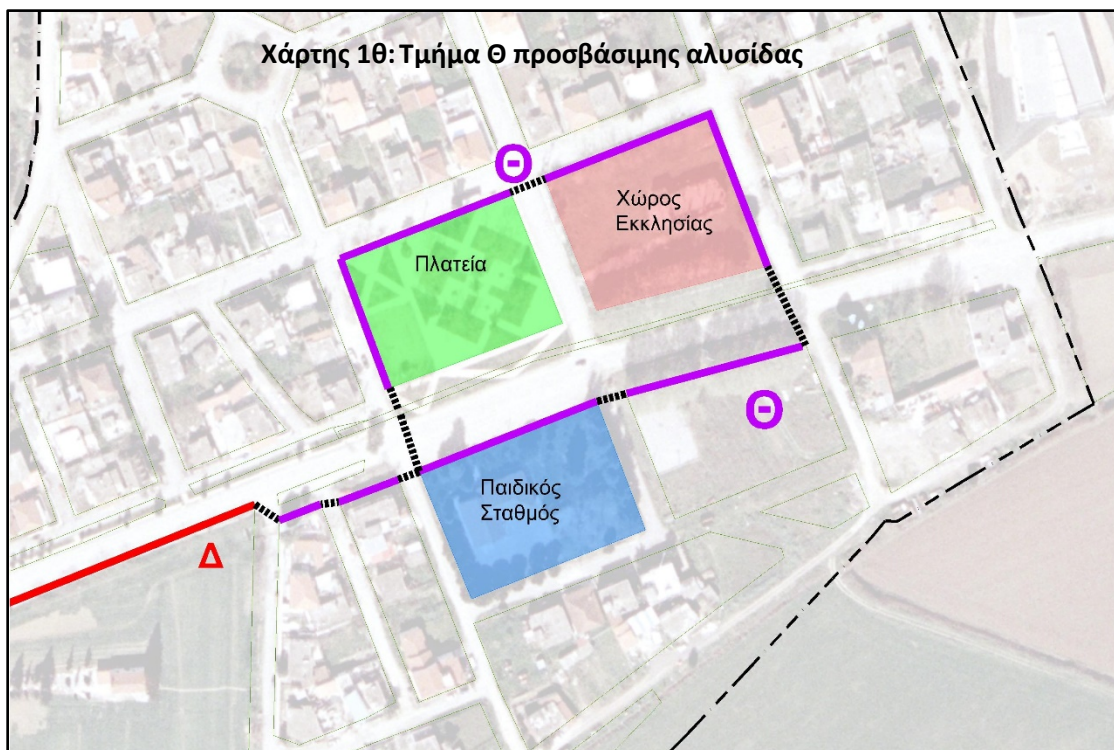 Χάρτης 1θ: Τμήμα Θ προσβάσιμης αλυσίδας
Θ
Χώρος
Εκκλησίας
Πλατεία
Θ
Παιδικός
Σταθμός
Δ